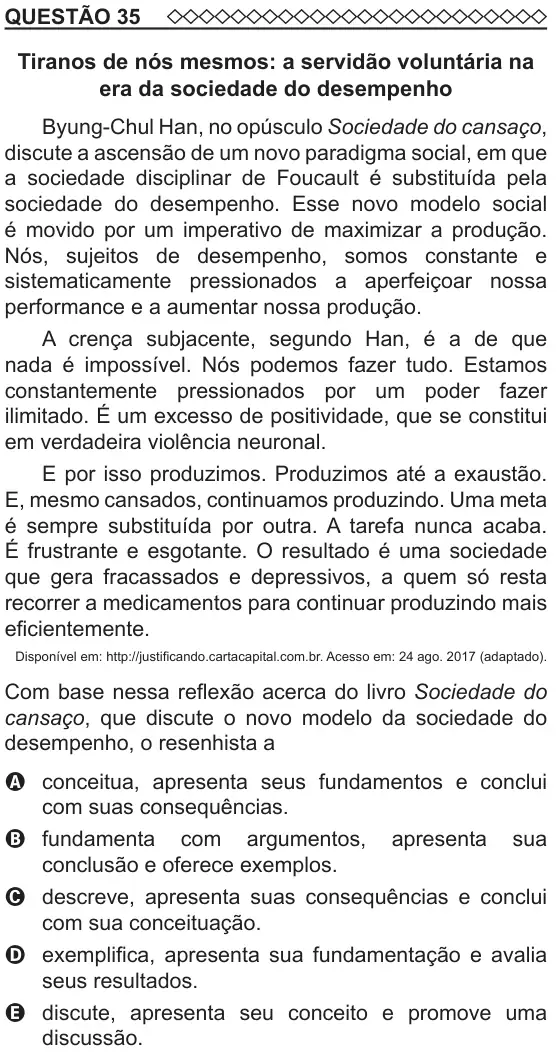 QUESTÃO 35
Tiranos de nós mesmos: a servidão voluntária na
era da sociedade do desempenho
Byung-Chul Han, no opúsculo Sociedade do cansaço,
discute a ascensão de um novo paradigma social, em que
a sociedade disciplinar de Foucault é substituída pela
sociedade do desempenho. Esse novo modelo social
é movido por um imperativo de maximizar a produção.
Nós, sujeitos de desempenho, somos constante e
sistematicamente pressionados a aperfeiçoar nossa
performance e a aumentar nossa produção.
A crença subjacente, segundo Han, é a de que
nada é impossível. Nós podemos fazer tudo. Estamos
constantemente pressionados por um poder fazer
ilimitado. É um excesso de positividade, que se constitui
em verdadeira violência neuronal.
E por isso produzimos. Produzimos até a exaustão.
E, mesmo cansados, continuamos produzindo. Uma meta
é sempre substituída por outra. A tarefa nunca acaba.
É frustrante e esgotante. O resultado é uma sociedade
que gera fracassados e depressivos, a quem só resta
recorrer a medicamentos para continuar produzindo mais
eficientemente.
Disponível em: http://justificando.cartacapital.com.br. Acesso em: 24 ago. 2017 (adaptado).
Com base nessa reflexão acerca do livro Sociedade do
cansaço, que discute o novo modelo da sociedade do
desempenho, o resenhista a
A conceitua, apresenta seus fundamentos e conclui
com suas consequências.
B fundamenta com argumentos, apresenta sua
conclusão e oferece exemplos.
C descreve, apresenta suas consequências e conclui
com sua conceituação.
D exemplifica, apresenta sua fundamentação e avalia
seus resultados.
E discute, apresenta seu conceito e promove uma
discussão.